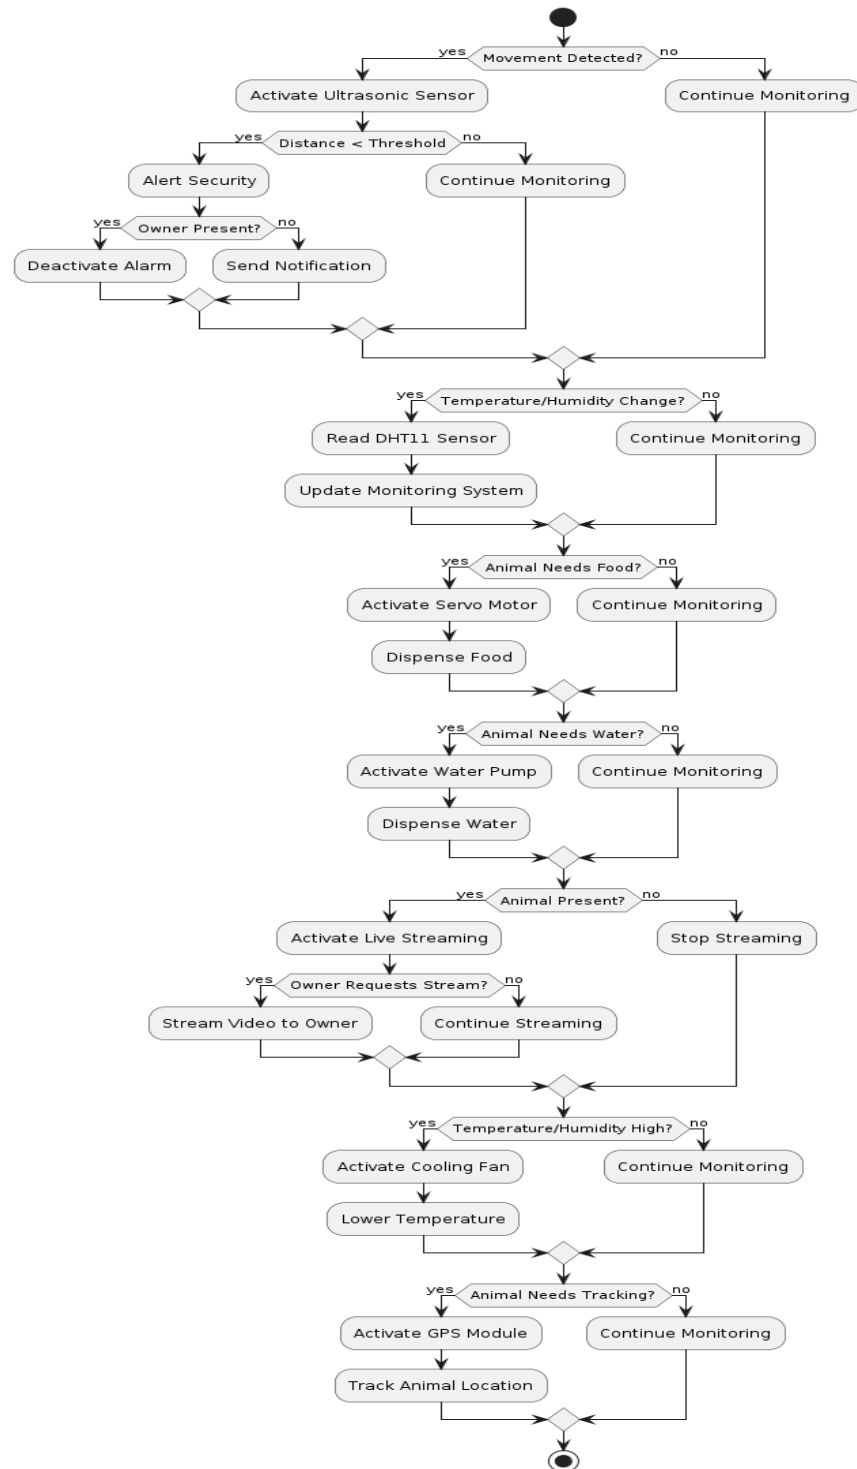 yes
Movement Detected?
no
Activate Ultrasonic Sensor
Continue Monitoring
yes
Distance < Threshold
no
Alert Security
Continue Monitoring
yes
Owner Present?
no
Deactivate Alarm
Send Notification
yes
Temperature/Humidity Change?
no
Read DHT11 Sensor
Continue Monitoring
Update Monitoring System
yes
Animal Needs Food?
no
Activate Servo Motor
Continue Monitoring
Dispense Food
yes
Animal Needs Water?
no
Activate Water Pump
Continue Monitoring
Dispense Water
yes
Animal Present?
no
Activate Live Streaming
Stop Streaming
yes
Owner Requests Stream?
no
Stream Video to Owner
Continue Streaming
yes
Temperature/Humidity High?
no
Activate Cooling Fan
Continue Monitoring
Lower Temperature
yes
Animal Needs Tracking?
no
Activate GPS Module
Continue Monitoring
Track Animal Location